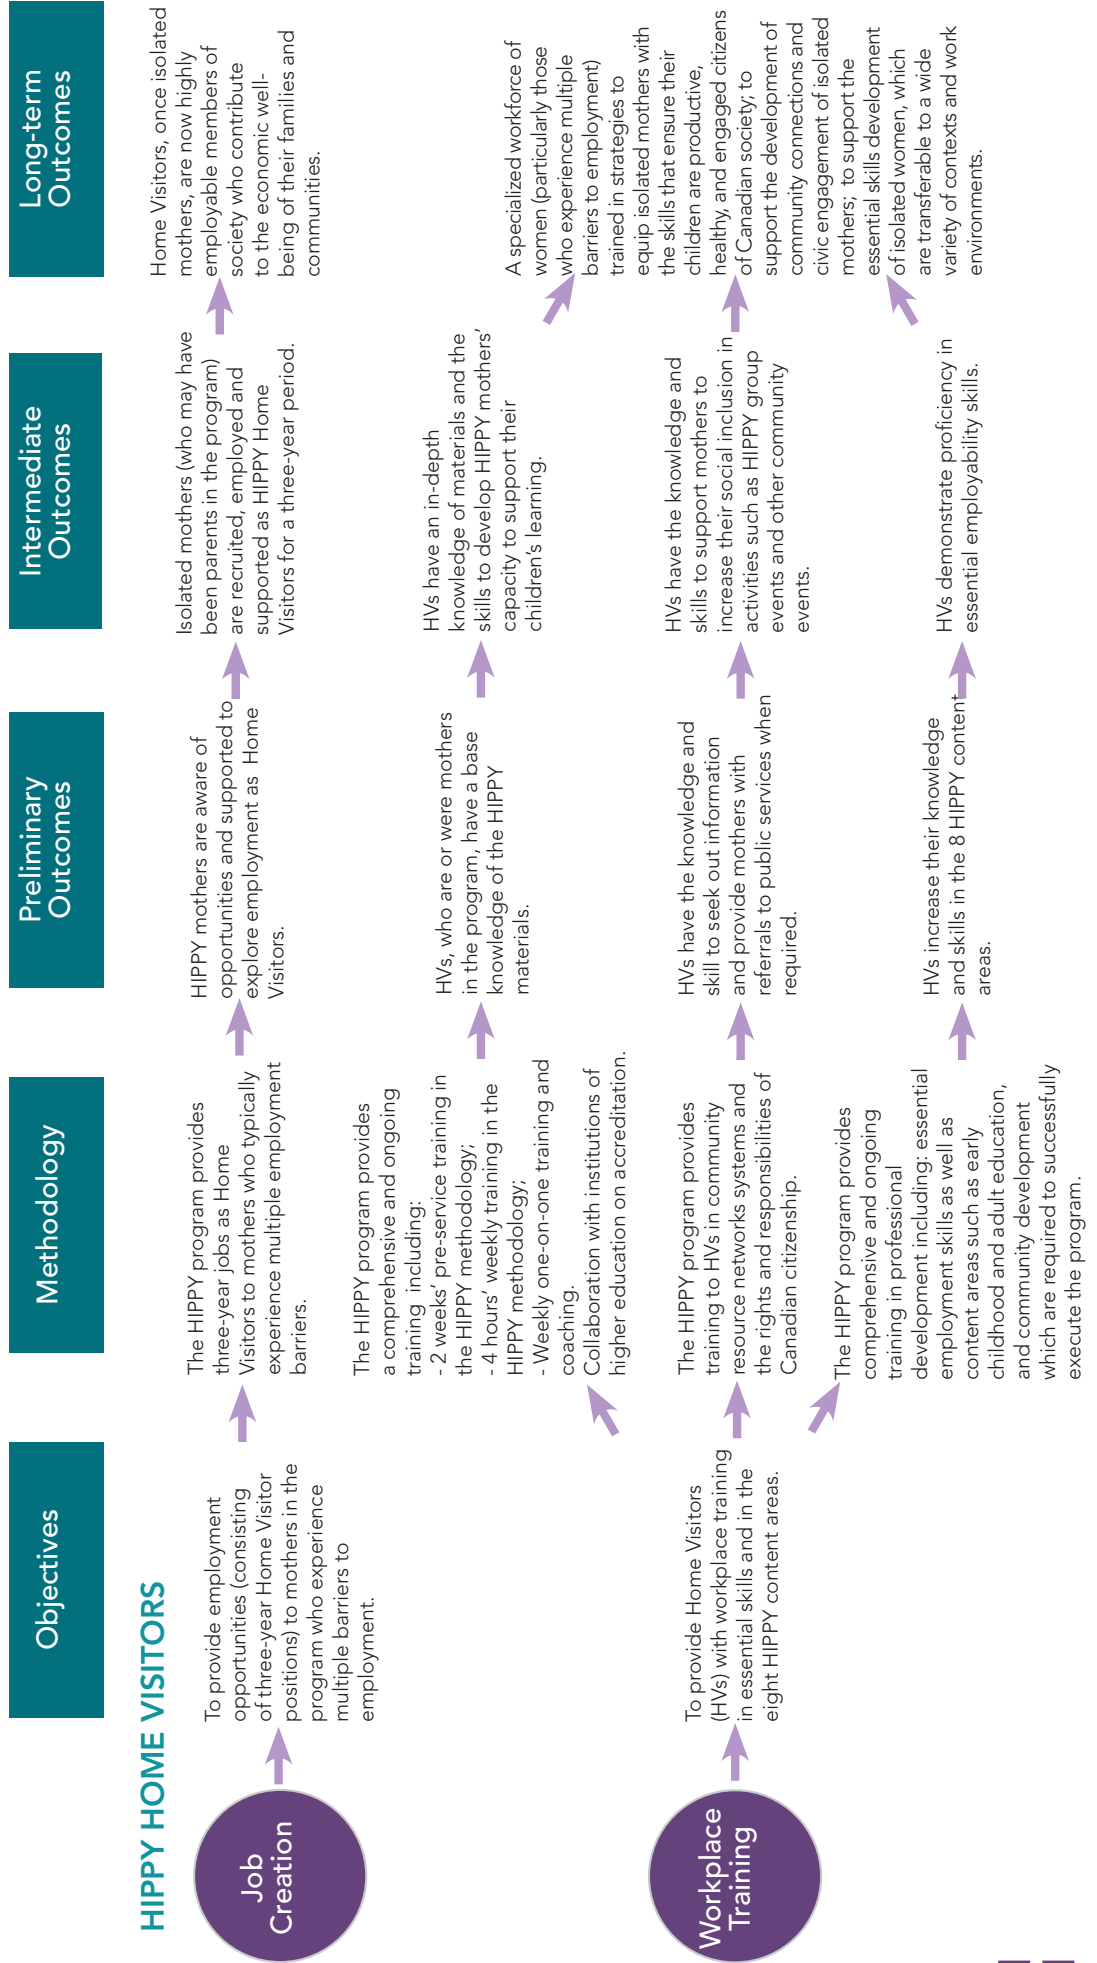 Objectives
Methodology
Preliminary
Outcomes
Intermediate
Outcomes
Long-term
Outcomes
HIPPY HOME VISITORS
Job
Creation
To provide employment
opportunities (consisting
of three-year Home Visitor
positions) to mothers in the
program who experience
multiple barriers to
employment.
The HIPPY program provides
three-year jobs as Home
Visitors to mothers who typically
experience multiple employment
barriers.
HIPPY mothers are aware of
opportunities and supported to
explore employment as Home
Visitors.
Isolated mothers (who may have
been parents in the program)
are recruited, employed and
supported as HIPPY Home
Visitors for a three-year period.
Home Visitors, once isolated
mothers, are now highly
employable members of
society who contribute
to the economic well-
being of their families and
communities.
Workplace
Training
To provide Home Visitors
(HVs) with workplace training
in essential skills and in the
eight HIPPY content areas.
The HIPPY program provides
a comprehensive and ongoing
training including:
- 2 weeks’ pre-service training in
the HIPPY methodology;
- 4 hours’ weekly training in the
HIPPY methodology;
- Weekly one-on-one training and
coaching.
Collaboration with institutions of
higher education on accreditation.
HVs, who are or were mothers
in the program, have a base
knowledge of the HIPPY
materials.
HVs have an in-depth
knowledge of materials and the
skills to develop HIPPY mothers’
capacity to support their
children’s learning.
The HIPPY program provides
training to HVs in community
resource networks systems and
the rights and responsibilities of
Canadian citizenship.
HVs have the knowledge and
skill to seek out information
and provide mothers with
referrals to public services when
required.
HVs have the knowledge and
skills to support mothers to
increase their social inclusion in
activities such as HIPPY group
events and other community
events.
The HIPPY program provides
comprehensive and ongoing
training in professional
development including: essential
employment skills as well as
content areas such as early
childhood and adult education,
and community development
which are required to successfully
execute the program.
HVs increase their knowledge
and skills in the 8 HIPPY content
areas.
HVs demonstrate proficiency in
essential employability skills.
A specialized workforce of
women (particularly those
who experience multiple
barriers to employment)
trained in strategies to
equip isolated mothers with
the skills that ensure their
children are productive,
healthy, and engaged citizens
of Canadian society; to
support the development of
community connections and
civic engagement of isolated
mothers; to support the
essential skills development
of isolated women, which
are transferable to a wide
variety of contexts and work
environments.